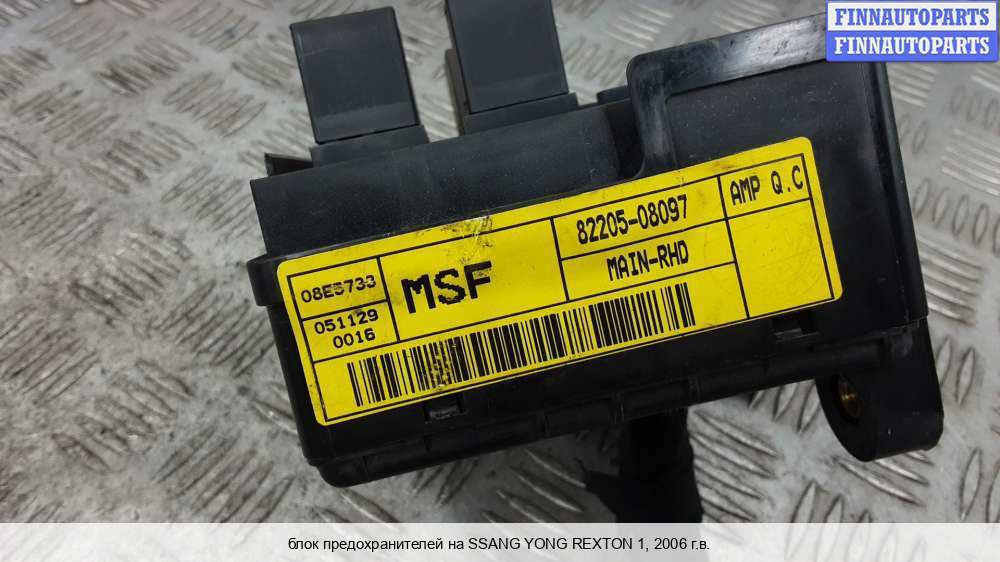 FINNAUTOPARTS
FINNAUTOPARTS
08E5733
051129
0016
MSF
82205-08097
MAIN-RHD
AMP Q.C
блок предохранителей на SSANG YONG REXTON 1, 2006 г.в.